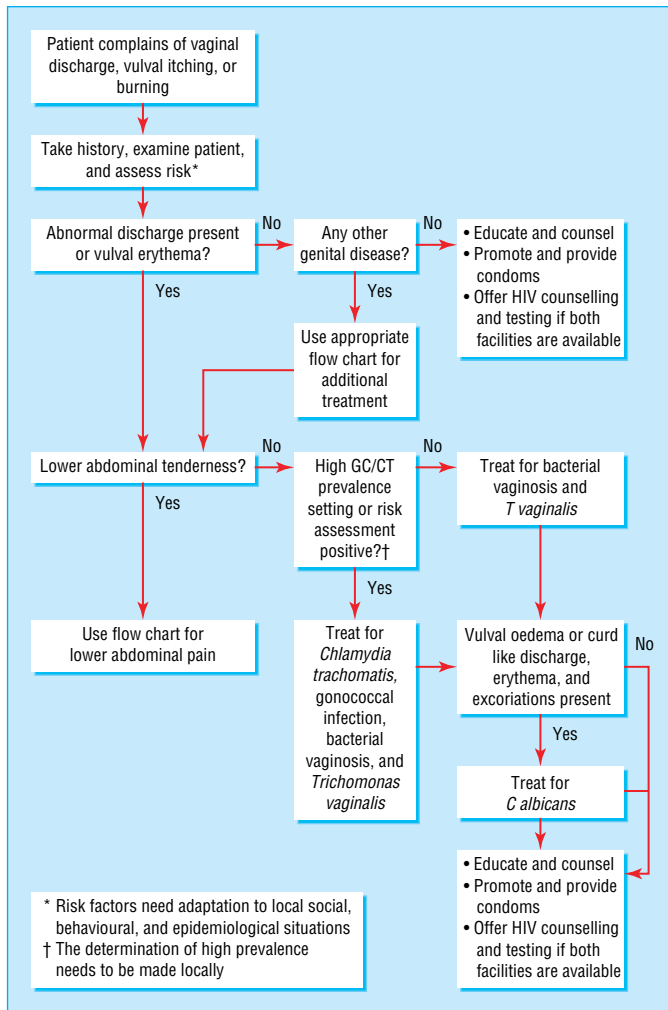 Patient complains of vaginal
discharge, vulval itching, or
burning
Take history, examine patient,
and assess risk*
Abnormal discharge present
or vulval erythema?
No
Any other
genital disease?
No
• Educate and counsel
• Promote and provide
condoms
• Offer HIV counselling
and testing if both
facilities are available
Yes
Yes
Use appropriate
flow chart for
additional
treatment
Lower abdominal tenderness?
No
High GC/CT
prevalence
setting or risk
assessment
positive?†
No
Treat for bacterial
vaginosis and
T vaginalis
Yes
Yes
Use flow chart for
lower abdominal pain
Treat for
Chlamydia
trachomatis,
gonococcal
infection,
bacterial
vaginosis, and
Trichomonas
vaginalis
Vulval oedema or curd
like discharge,
erythema, and
excoriations present
No
Yes
Treat for
C albicans
• Educate and counsel
• Promote and provide
condoms
• Offer HIV counselling
and testing if both
facilities are available
* Risk factors need adaptation to local social,
behavioural, and epidemiological situations
† The determination of high prevalence
needs to be made locally